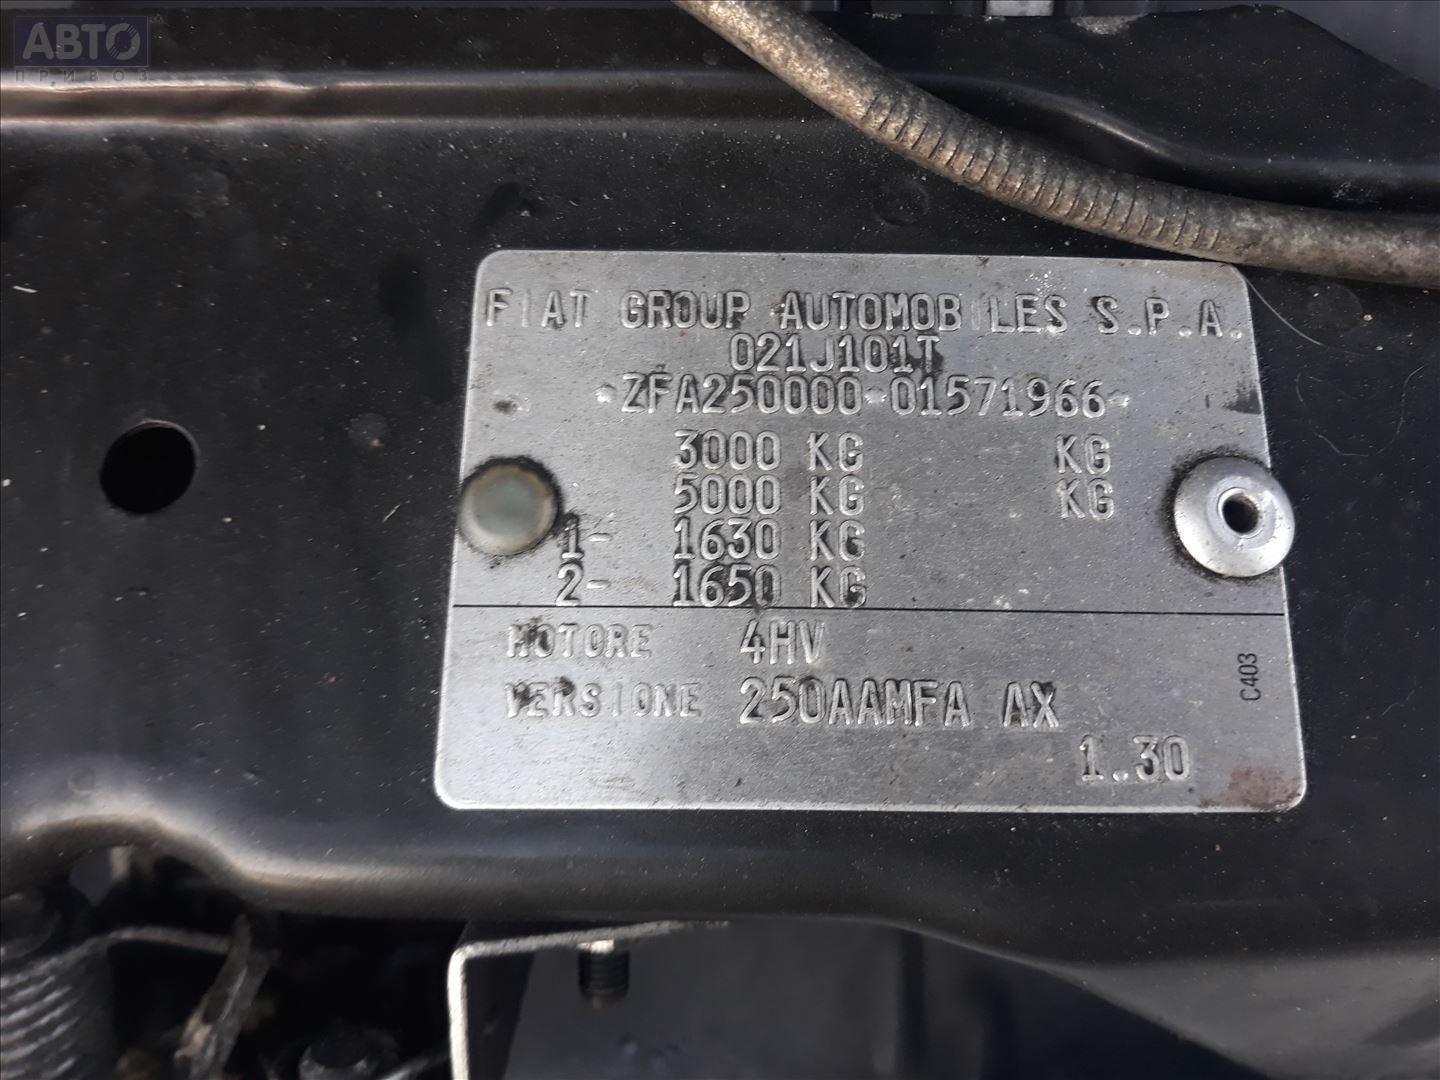 АВТО
ПРИВОЗ
FIAT GROUP AUTOMOBILES S.P.A.
021J101T
*ZFA250000*01571966*
3000 KG KG
5000 KG KG
1- 1630 KG
2- 1650 KG
MOTORE 4HV
VERSIONE 250AAMFA AX
1.30
C403